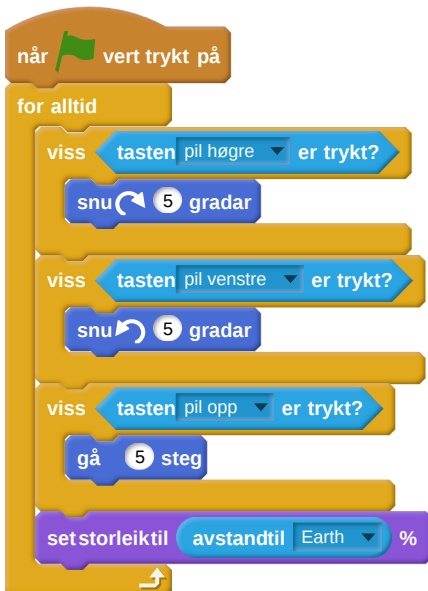 når vert trykt på
for alltid
viss tasten pil høgre er trykt?
snu 5 gradar
viss tasten pil venstre er trykt?
snu 5 gradar
viss tasten pil opp er trykt?
gå 5 steg
set storleik til avstand til Earth %